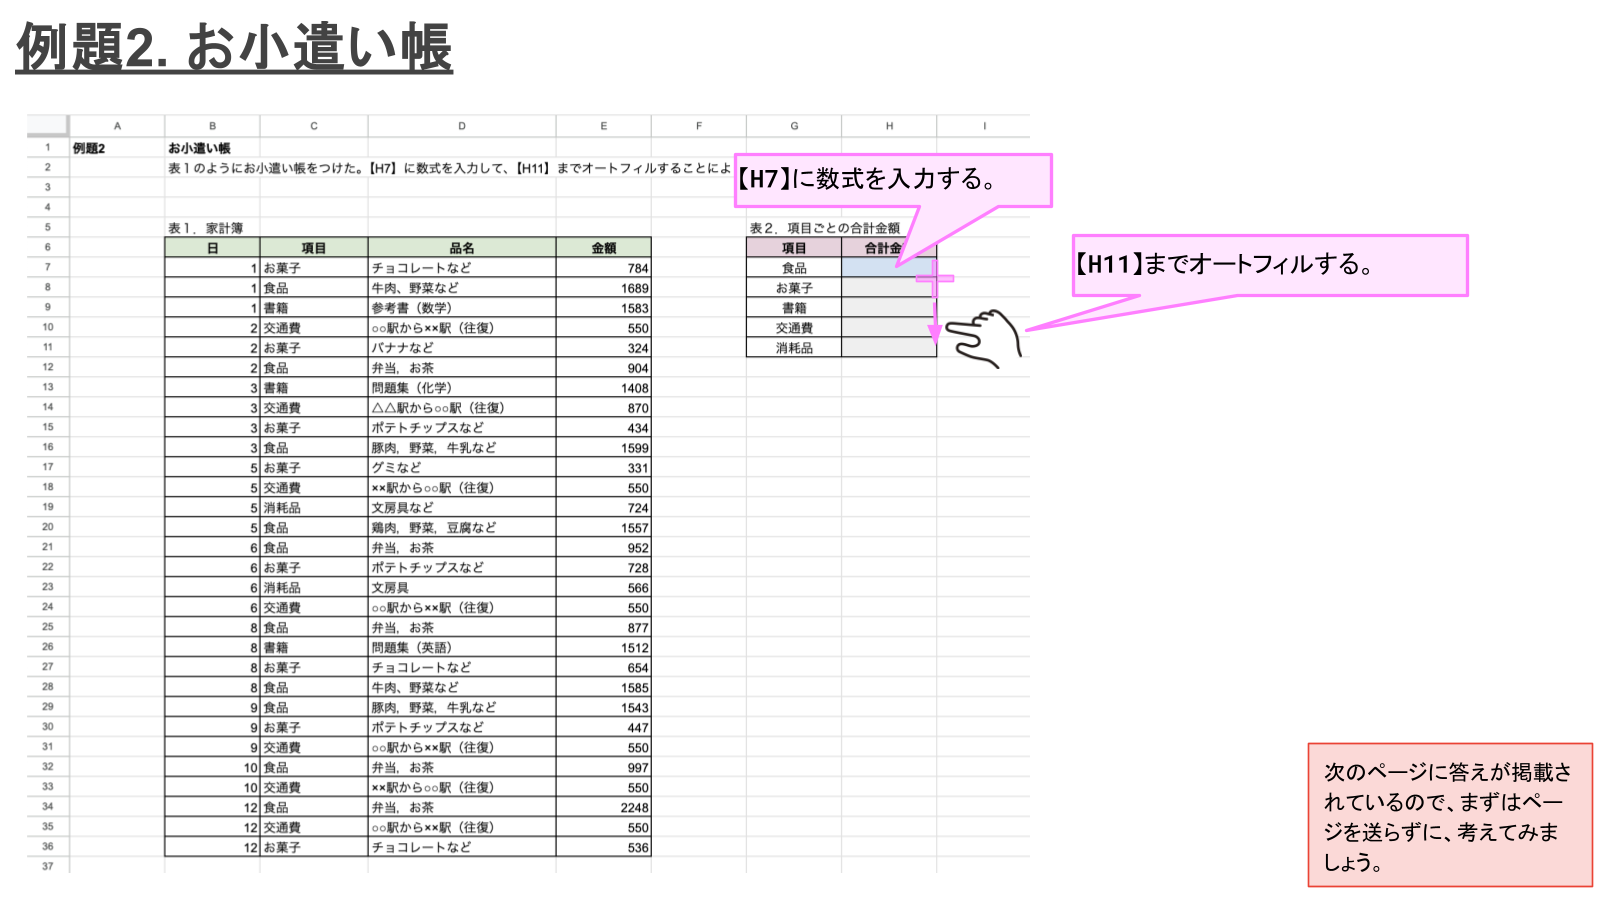 例題2. お小遣い帳
A B C D E F G H I
1 例題2 お小遣い帳
2 表１のようにお小遣い帳をつけた。【H7】に数式を入力して、【H11】までオートフィルすることによ
【H7】に数式を入力する。
3
4
5 表１．家計簿 表２．項目ごとの合計金額
6 日 項目 品名 金額 項目 合計金
【H11】までオートフィルする。
7 1 お菓子 チョコレートなど 784 食品
8 1 食品 牛肉、野菜など 1689 お菓子
9 1 書籍 参考書（数学） 1583 書籍
10 2 交通費 ○○駅から××駅（往復） 550 交通費
11 2 お菓子 バナナなど 324 消耗品
12 2 食品 弁当，お茶 904
13 3 書籍 問題集（化学） 1408
14 3 交通費 △△駅から○○駅（往復） 870
15 3 お菓子 ポテトチップスなど 434
16 3 食品 豚肉，野菜，牛乳など 1599
17 5 お菓子 グミなど 331
18 5 交通費 ××駅から○○駅（往復） 550
19 5 消耗品 文房具など 724
20 5 食品 鶏肉，野菜，豆腐など 1557
21 6 食品 弁当，お茶 952
22 6 お菓子 ポテトチップスなど 728
23 6 消耗品 文房具 566
24 6 交通費 ○○駅から××駅（往復） 550
25 8 食品 弁当，お茶 877
26 8 書籍 問題集（英語） 1512
27 8 お菓子 チョコレートなど 654
28 8 食品 牛肉、野菜など 1585
29 9 食品 豚肉，野菜，牛乳など 1543
30 9 お菓子 ポテトチップスなど 447
31 9 交通費 ○○駅から××駅（往復） 550
32 10 食品 弁当，お茶 997
33 10 交通費 ××駅から○○駅（往復） 550
34 12 食品 弁当，お茶 2248
35 12 交通費 ○○駅から××駅（往復） 550
36 12 お菓子 チョコレートなど 536
37
次のページに答えが掲載さ
れているので、まずはペー
ジを送らずに、考えてみま
しょう。